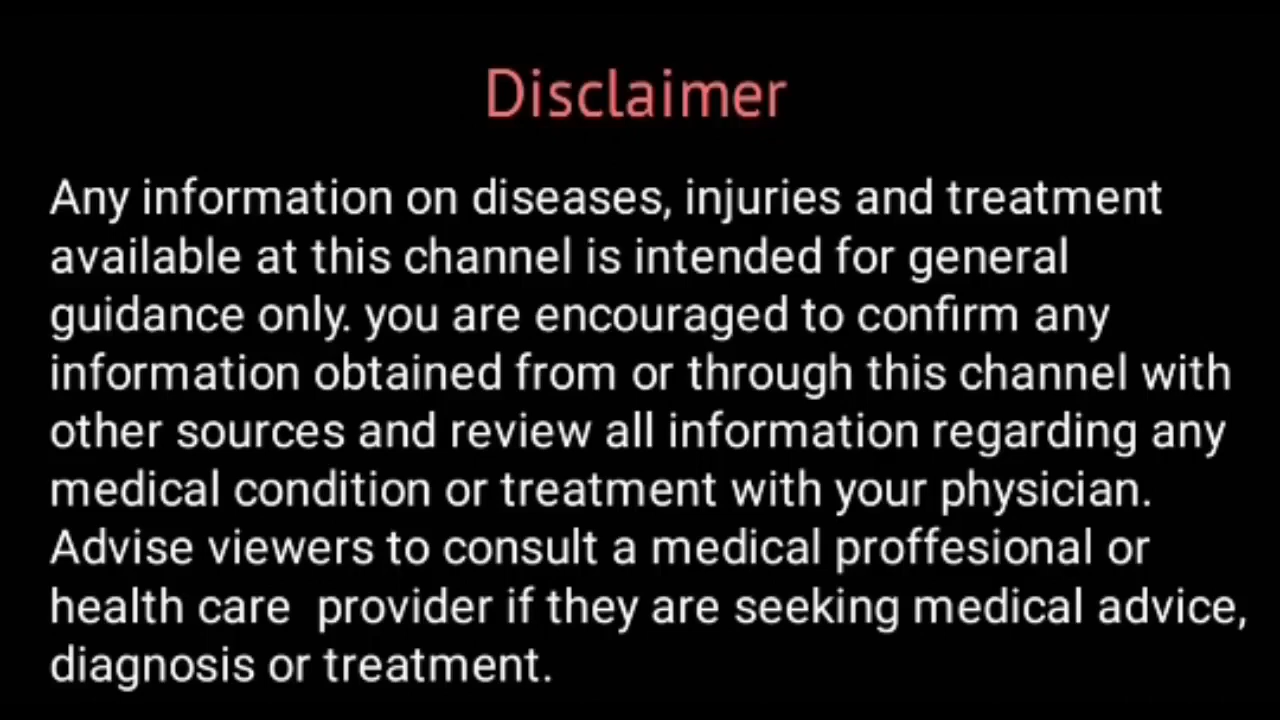 Disclaimer
Any information on diseases, injuries and treatment
available at this channel is intended for general
guidance only. you are encouraged to confirm any
information obtained from or through this channel with
other sources and review all information regarding any
medical condition or treatment with your physician.
Advise viewers to consult a medical proffesional or
health care  provider if they are seeking medical advice,
diagnosis or treatment.